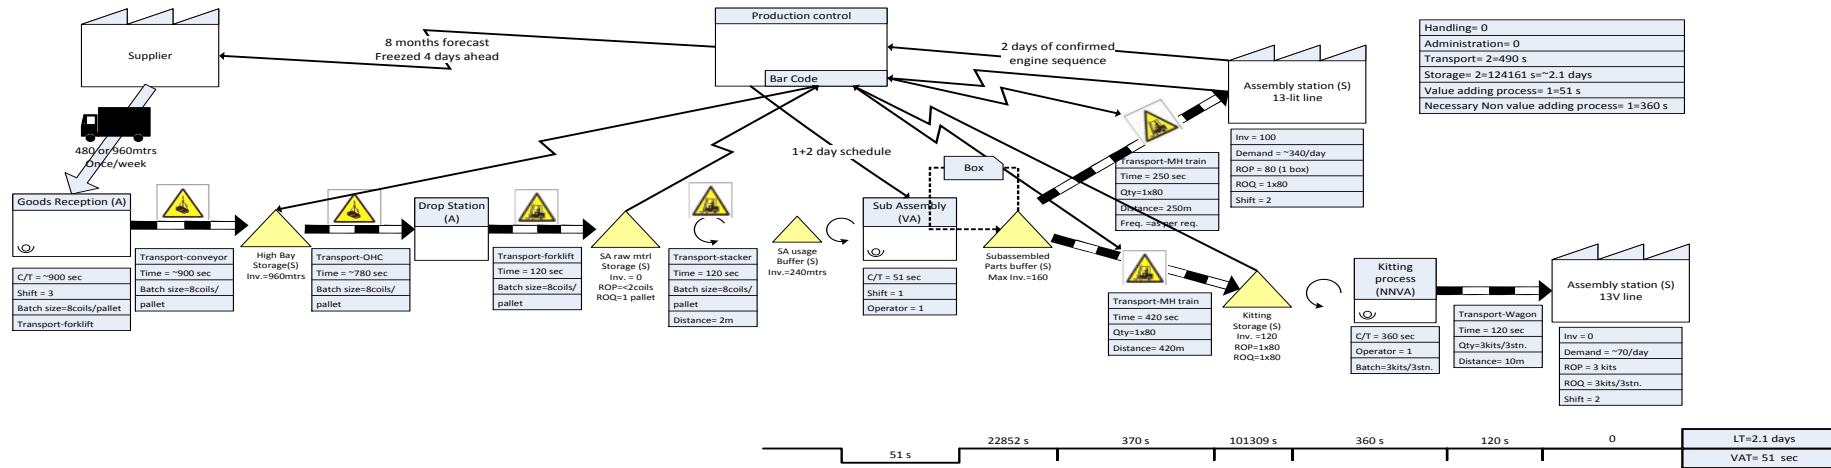 Production control
Bar Code
Supplier
8 months forecast
Freezed 4 days ahead
2 days of confirmed
engine sequence
Assembly station (S)
13-lit line
Handling= 0
Administration= 0
Transport= 2=490 s
Storage= 2=124161 s=~2.1 days
Value adding process= 1=51 s
Necessary Non value adding process= 1=360 s
480 or 960mtrs
Once/week
1+2 day schedule
Box
Inv = 100
Demand = ~340/day
ROP = 80 (1 box)
ROQ = 1x80
Shift = 2
Transport-MH train
Time = 250 sec
Qty=1x80
Distance= 250m
Freq. =as per req.
Goods Reception (A)
C/T = ~900 sec
Shift = 3
Batch size=8coils/pallet
Transport-forklift
Transport-conveyor
Time = ~900 sec
Batch size=8coils/
pallet
High Bay
Storage(S)
Inv.=960mtrs
Transport-OHC
Time = ~780 sec
Batch size=8coils/
pallet
Drop Station
(A)
Transport-forklift
Time = 120 sec
Batch size=8coils/
pallet
SA raw mtrl
Storage (S)
Inv. = 0
ROP=<2coils
ROQ=1 pallet
Transport-stacker
Time = 120 sec
Batch size=8coils/
pallet
Distance= 2m
SA usage
Buffer (S)
Inv.=240mtrs
Sub Assembly
(VA)
C/T = 51 sec
Shift = 1
Operator = 1
Subassembled
Parts buffer (S)
Max Inv.=160
Transport-MH train
Time = 420 sec
Qty=1x80
Distance= 420m
Kitting
Storage (S)
Inv. =120
ROP=1x80
ROQ=1x80
Kitting
process
(NNVA)
C/T = 360 sec
Operator = 1
Batch=3kits/3stn.
Transport-Wagon
Time = 120 sec
Qty=3kits/3stn.
Distance= 10m
Assembly station (S)
13V line
Inv = 0
Demand = ~70/day
ROP = 3 kits
ROQ = 3kits/3stn.
Shift = 2
51 s
22852 s
370 s
101309 s
360 s
120 s
0
LT=2.1 days
VAT= 51 sec